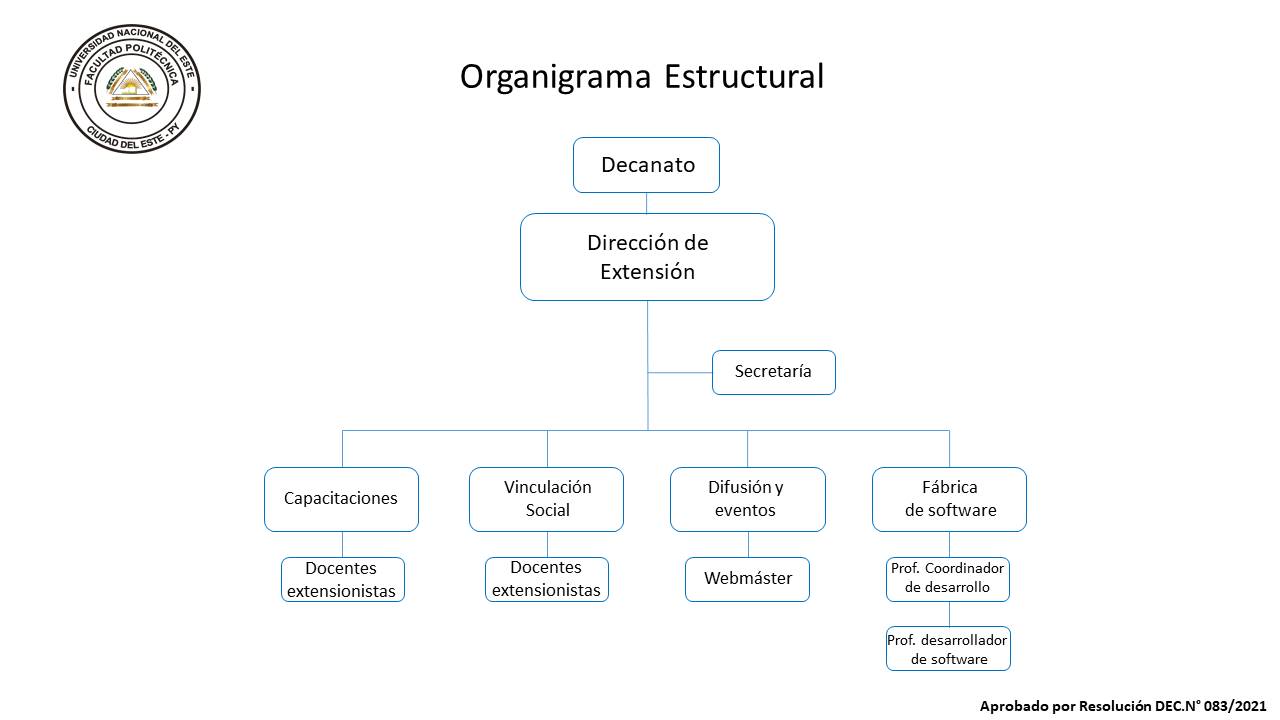 UNIVERSIDAD NACIONAL DEL ESTE
FACULTAD POLITÉCNICA
CIUDAD DEL ESTE - PY
Organigrama Estructural
Decanato
Dirección de
Extensión
Secretaría
Capacitaciones
Vinculación
Social
Difusión y
eventos
Fábrica
de software
Docentes
extensionistas
Docentes
extensionistas
Webmáster
Prof. Coordinador
de desarrollo
Prof. desarrollador
de software
Aprobado por Resolución DEC.N° 083/2021